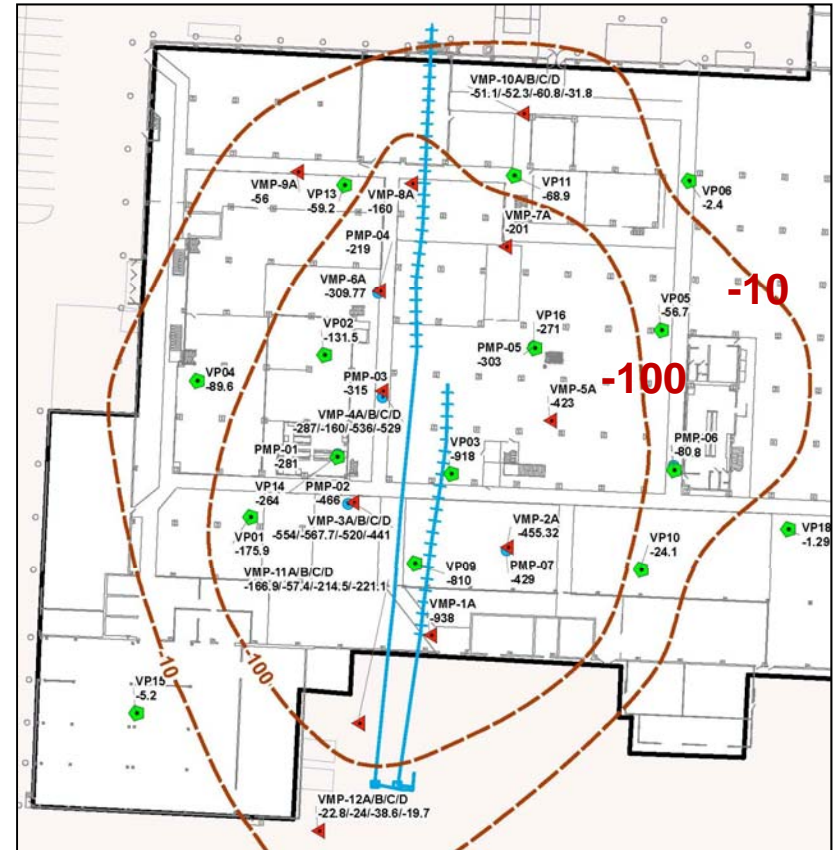 VMP-10A/B/C/D
-51.1/-52.3/-60.8/-31.8
VMP-9A
-56
VP13
-59.2
VMP-8A
-160
VP11
-68.9
VP06
-2.4
PMP-04
-219
VMP-7A
-201
VMP-6A
-309.77
-10
VP02
-131.5
VP16
-271
VP05
-56.7
PMP-05
-303
VP04
-89.6
PMP-03
-315
-100
VMP-5A
-423
VMP-4A/B/C/D
-287/-160/-536/-529
PMP-01
-281
VP03
-918
PMP-06
-80.8
VP14
-264
PMP-02
-466
VMP-3A/B/C/D
-554/-567.7/-520/-441
VMP-2A
-455.32
VP18
-1.29
VP01
-175.9
VMP-11A/B/C/D
-166.9/-57.4/-214.5/-221.1
VP09
-810
PMP-07
-429
VP10
-24.1
VMP-1A
-938
-10
-100
VP15
-5.2
VMP-12A/B/C/D
-22.8/-24/-38.6/-19.7